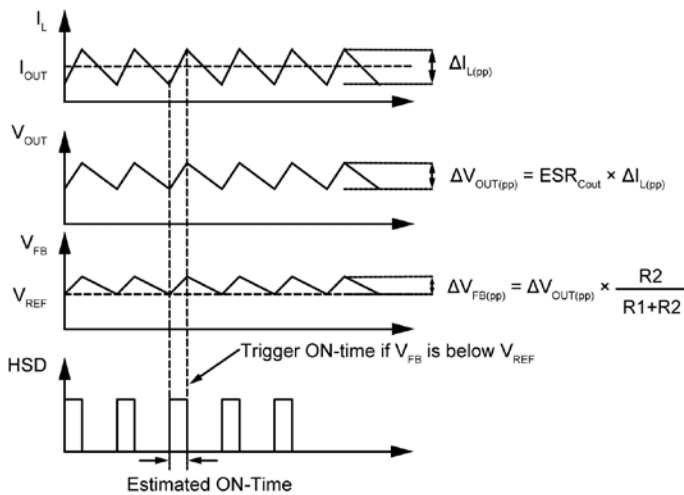 I_L
I_OUT
ΔI_L(pp)
V_OUT
ΔV_OUT(pp) = ESR_Cout × ΔI_L(pp)
V_FB
V_REF
ΔV_FB(pp) = ΔV_OUT(pp) × R2
R1+R2
Trigger ON-time if V_FB is below V_REF
HSD
Estimated ON-Time